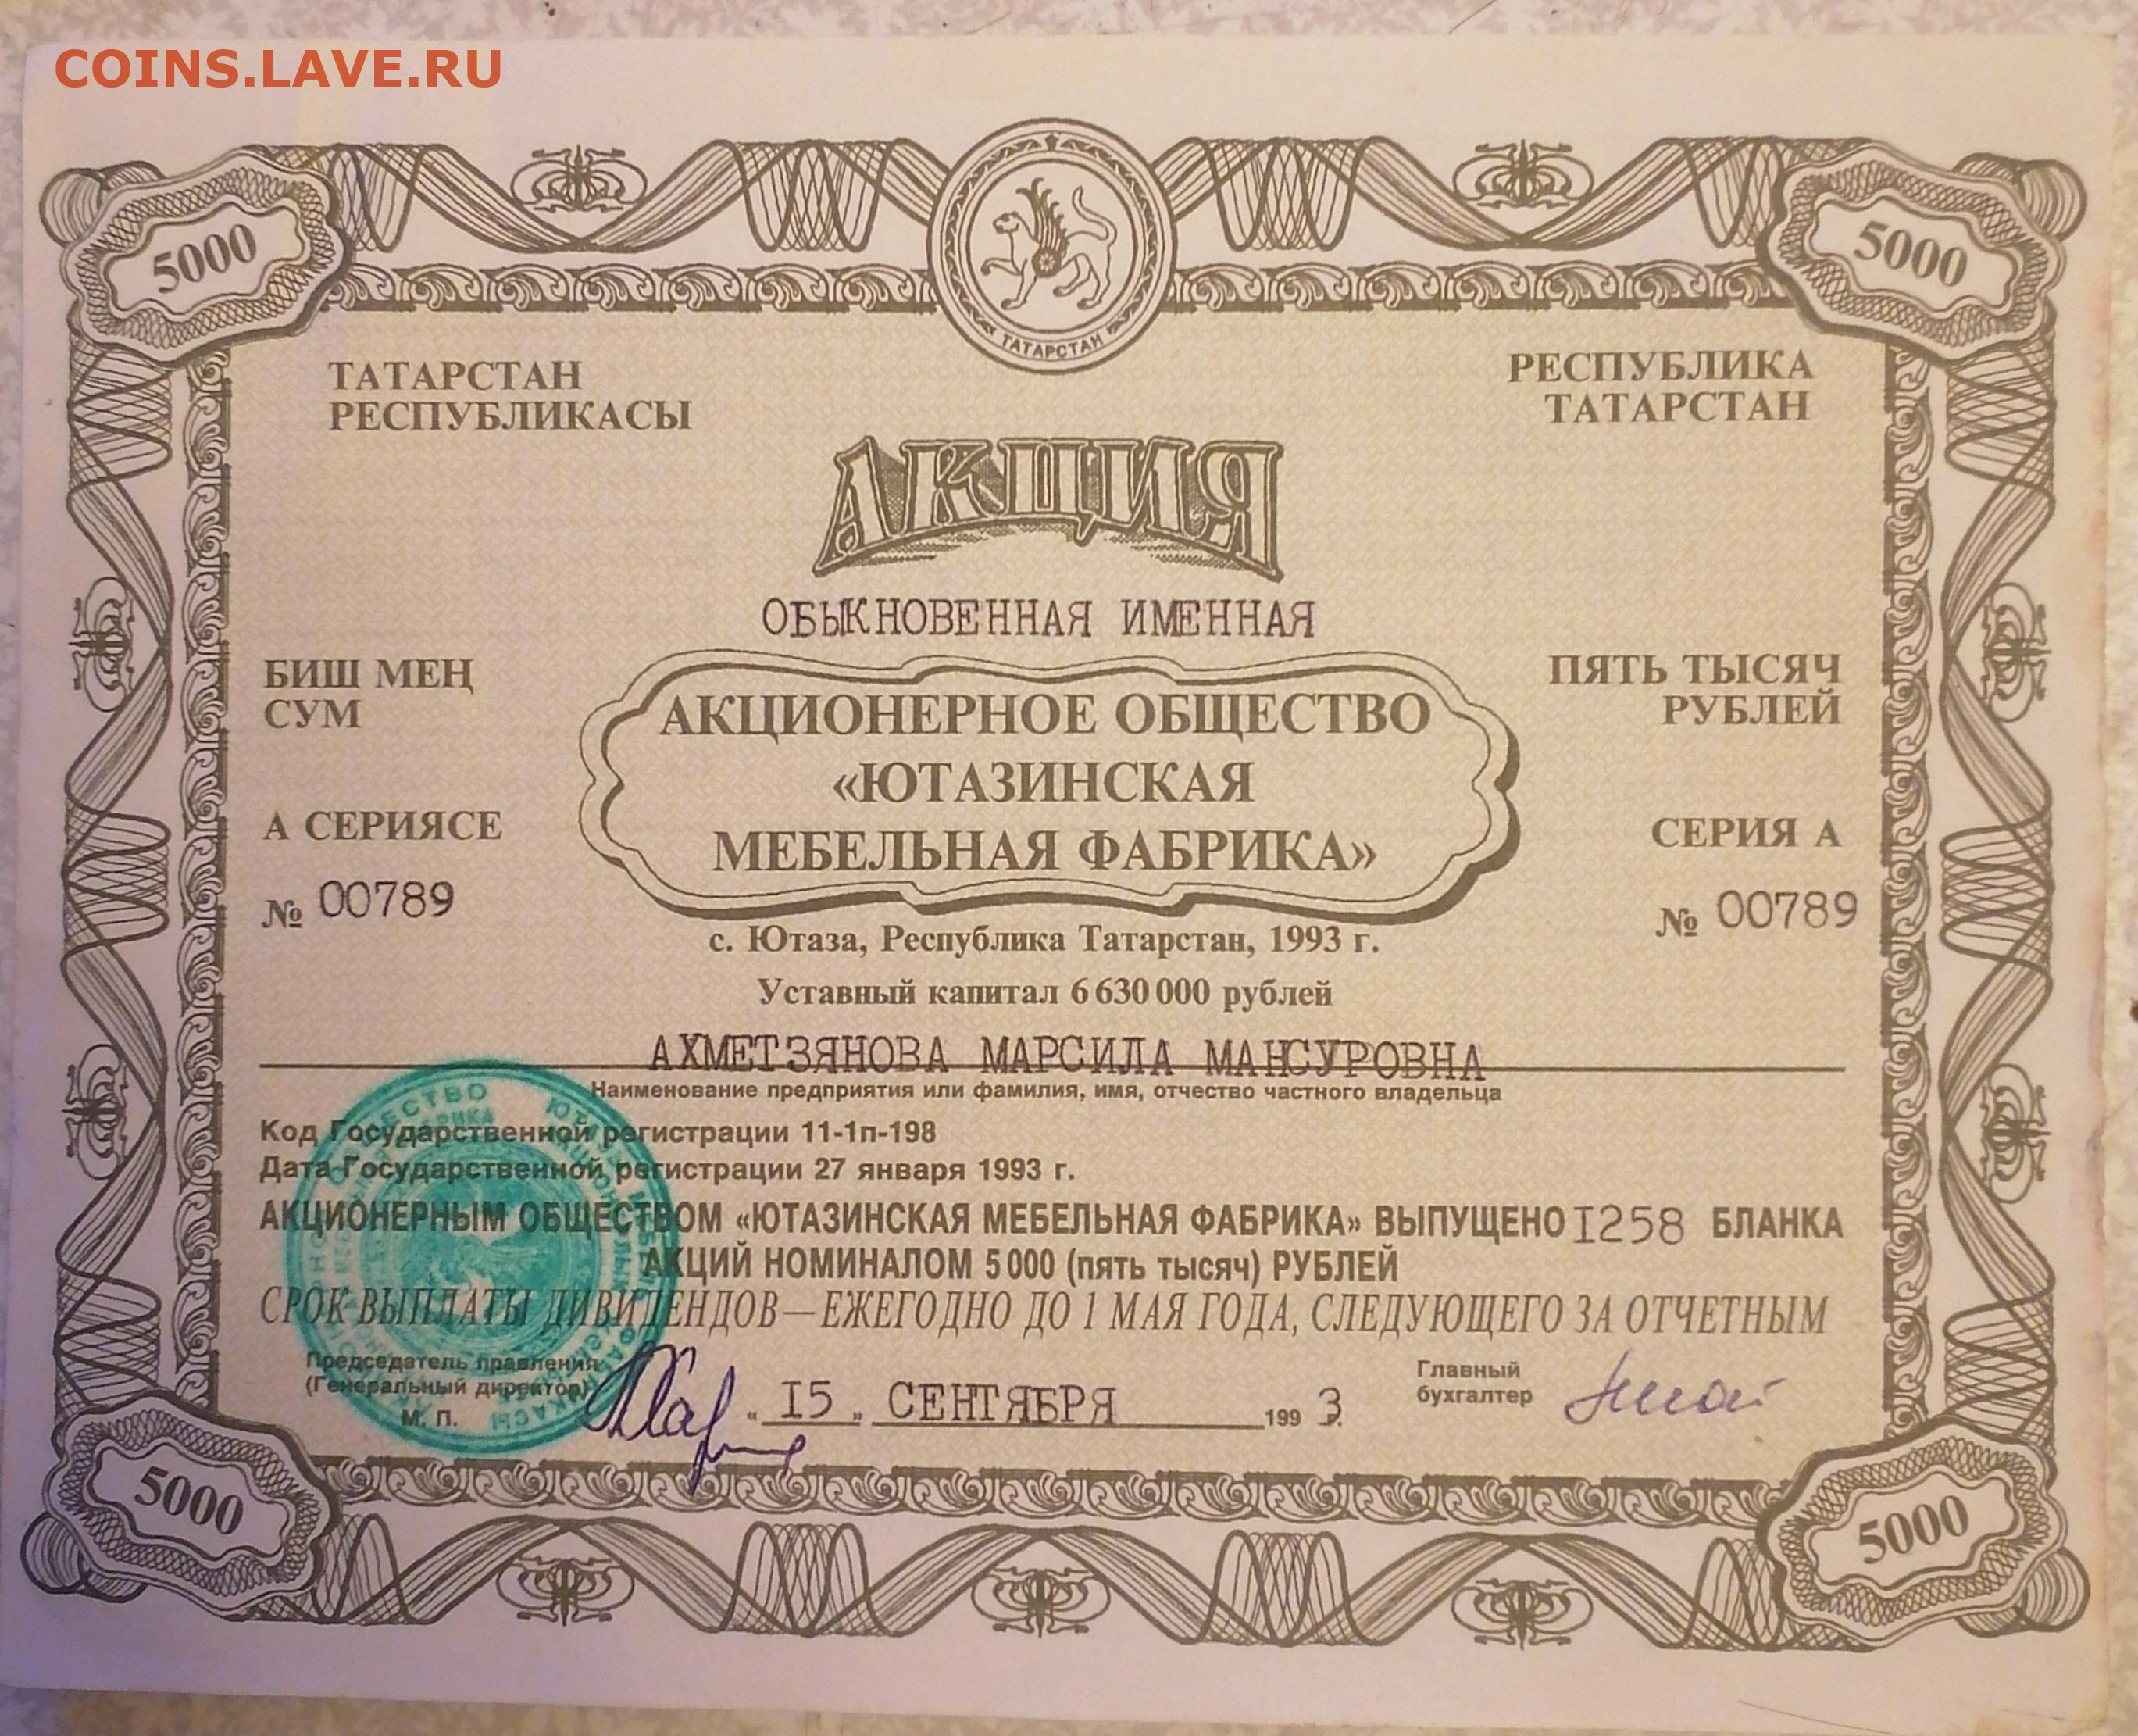 COINS.LAVE.RU
5000
5000
ТАТАРСТАН
ТАТАРСТАН
РЕСПУБЛИКАСЫ
РЕСПУБЛИКА
ТАТАРСТАН
АКЦИЯ
ОБЫКНОВЕННАЯ ИМЕННАЯ
БИШ МЕҢ
СУМ
ПЯТЬ ТЫСЯЧ
РУБЛЕЙ
АКЦИОНЕРНОЕ ОБЩЕСТВО
«ЮТАЗИНСКАЯ
МЕБЕЛЬНАЯ ФАБРИКА»
А СЕРИЯСЕ
СЕРИЯ А
№ 00789
№ 00789
с. Ютаза, Республика Татарстан, 1993 г.
Уставный капитал 6 630 000 рублей
АХМЕТЗЯНОВА МАРСИЛА МАНСУРОВНА
Наименование предприятия или фамилия, имя, отчество частного владельца
Код Государственной регистрации 11-1п-198
Дата Государственной регистрации 27 января 1993 г.
АКЦИОНЕРНЫМ ОБЩЕСТВОМ «ЮТАЗИНСКАЯ МЕБЕЛЬНАЯ ФАБРИКА» ВЫПУЩЕНО I258 БЛАНКА
АКЦИЙ НОМИНАЛОМ 5 000 (пять тысяч) РУБЛЕЙ
СРОК ВЫПЛАТЫ ДИВИДЕНДОВ—ЕЖЕГОДНО ДО 1 МАЯ ГОДА, СЛЕДУЮЩЕГО ЗА ОТЧЕТНЫМ
Председатель правления
(Генеральный директор)
М. П.
« I5 » СЕНТЯБРЯ 199 3 г.
Главный
бухгалтер
5000
5000